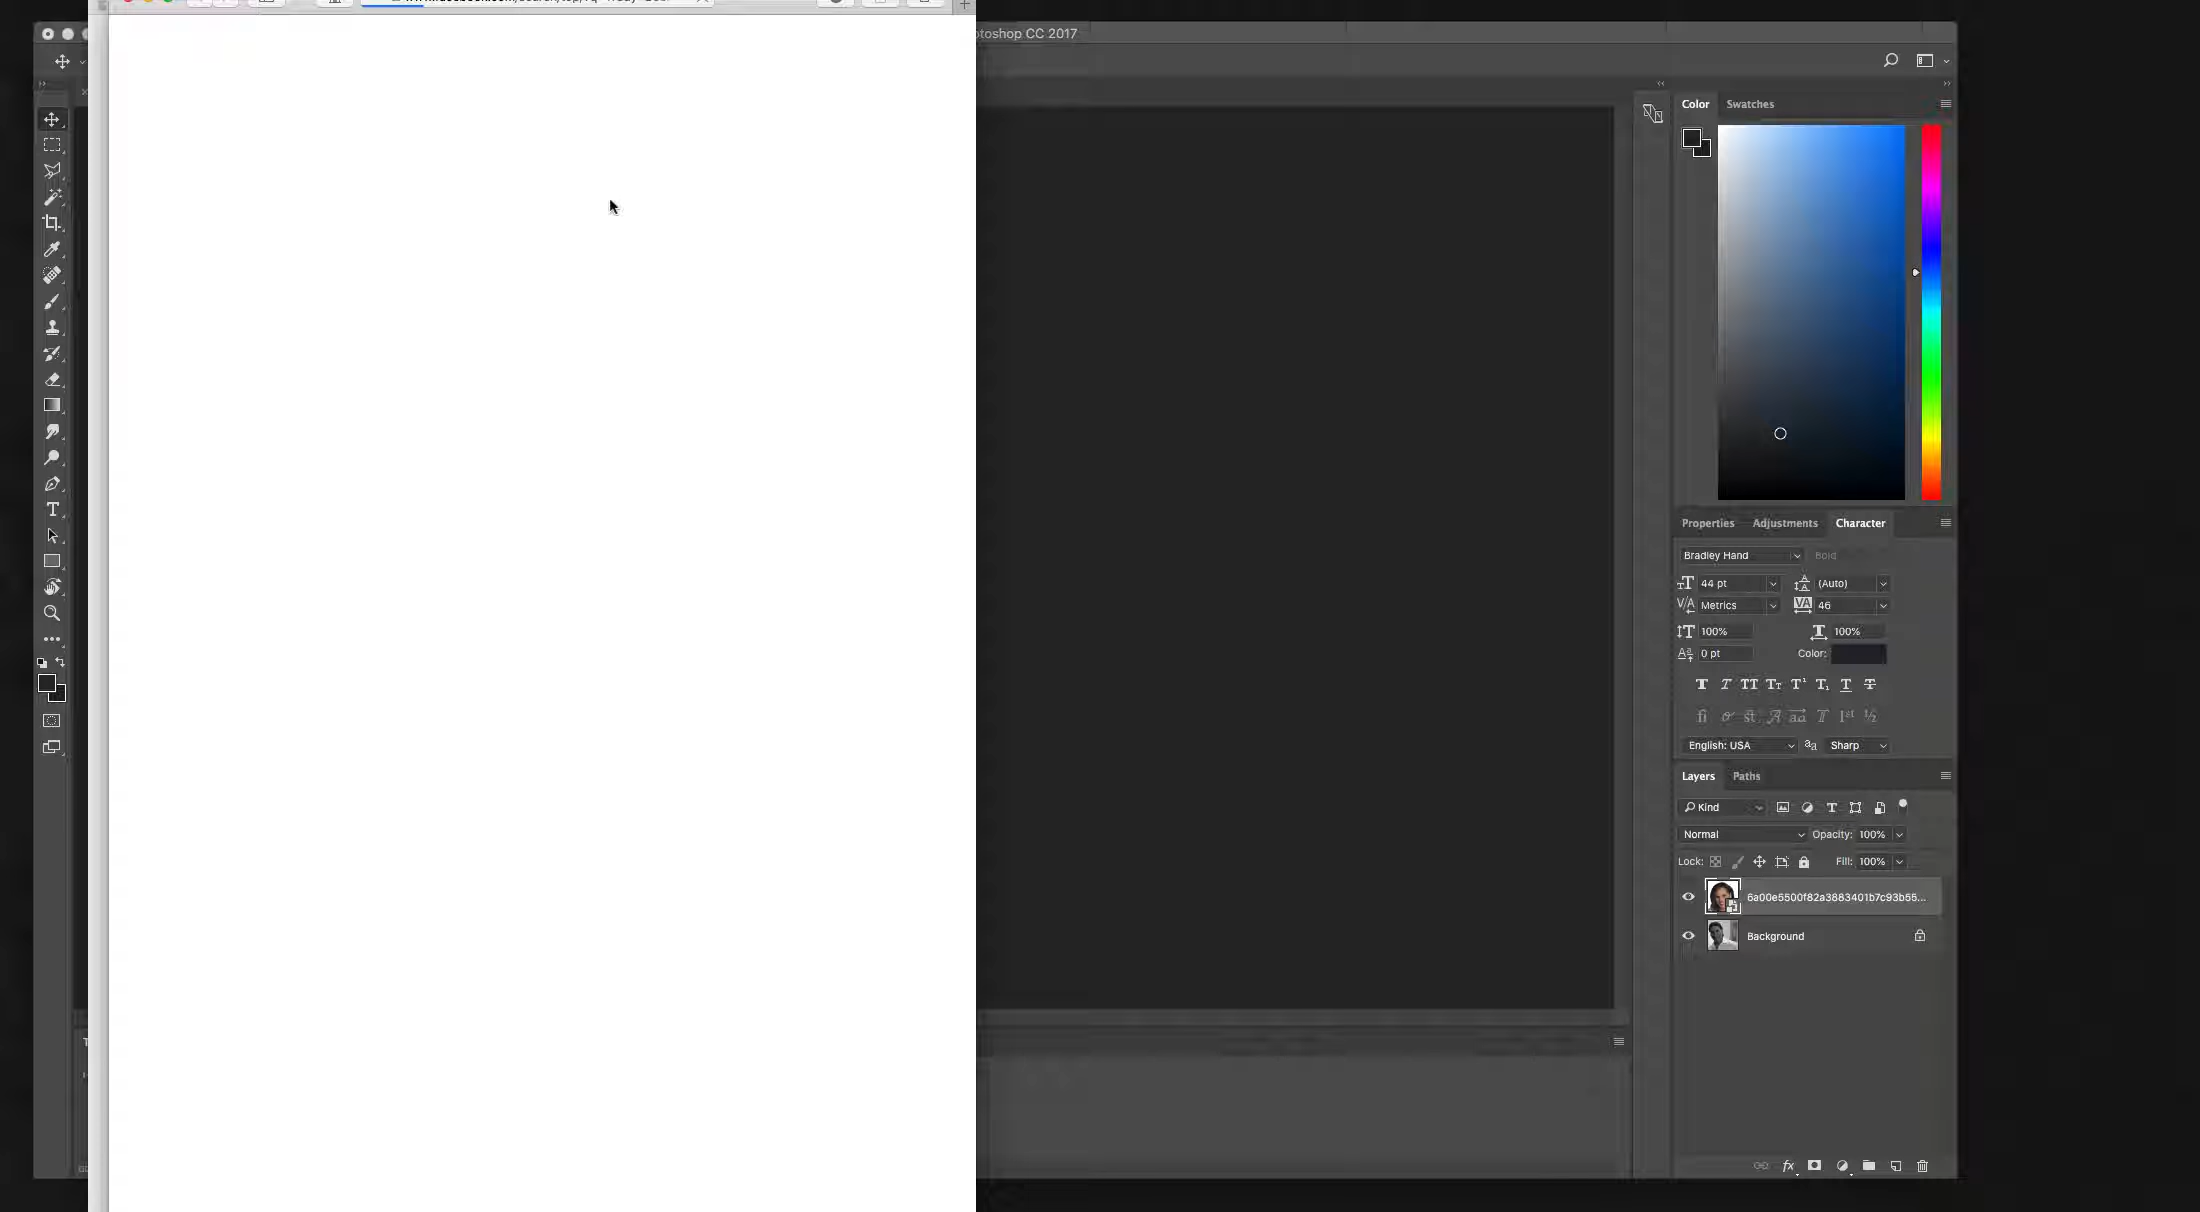 toshop CC 2017
Color
Swatches
Properties
Adjustments
Character
Bradley Hand
Bold
44 pt
(Auto)
Metrics
46
100%
100%
0 pt
Color:
English: USA
Sharp
Layers
Paths
Kind
Normal
Opacity: 100%
Lock:
Fill: 100%
6a00e5500f82a3883401b7c93b55...
Background